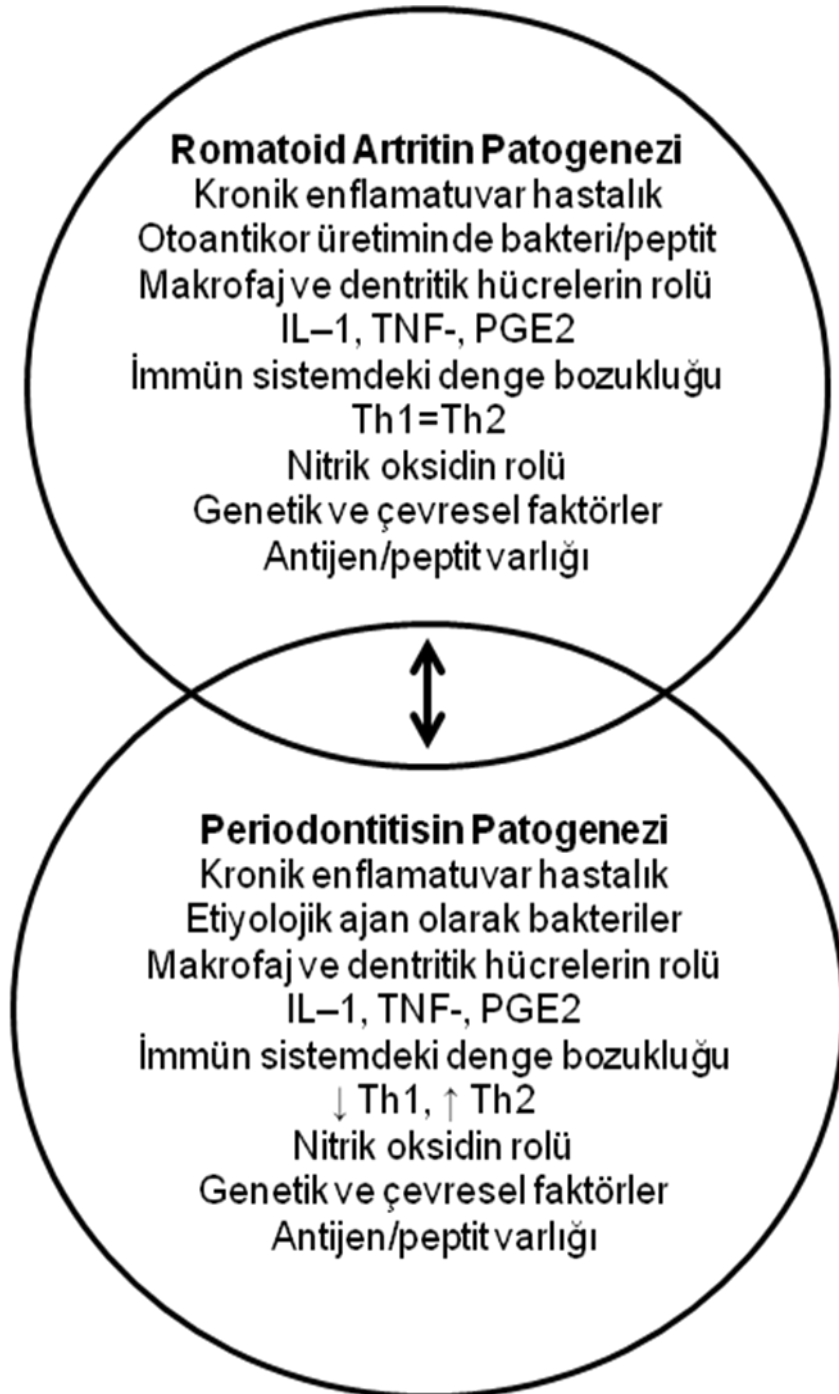 Romatoid Artritin Patogenezi
Kronik enflamatuvar hastalık
Otoantikor üretiminde bakteri/peptit
Makrofaj ve dentritik hücrelerin rolü
IL–1, TNF-, PGE2
İmmün sistemdeki denge bozukluğu
Th1=Th2
Nitrik oksidin rolü
Genetik ve çevresel faktörler
Antijen/peptit varlığı
Periodontitisin Patogenezi
Kronik enflamatuvar hastalık
Etiyolojik ajan olarak bakteriler
Makrofaj ve dentritik hücrelerin rolü
IL–1, TNF-, PGE2
İmmün sistemdeki denge bozukluğu
↓ Th1, ↑ Th2
Nitrik oksidin rolü
Genetik ve çevresel faktörler
Antijen/peptit varlığı